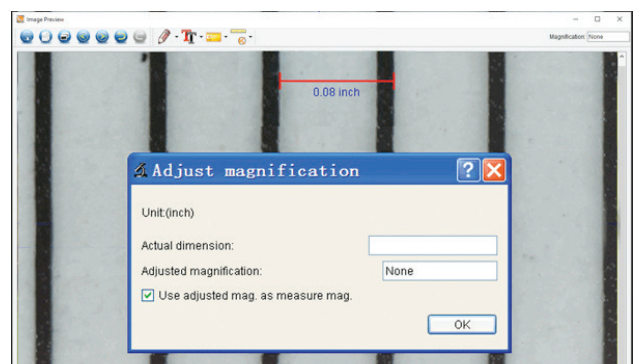 Image Preview
Magnification None
0.08 inch
Adjust magnification
Unit:(inch)
Actual dimension:
Adjusted magnification: None
Use adjusted mag. as measure mag.
OK